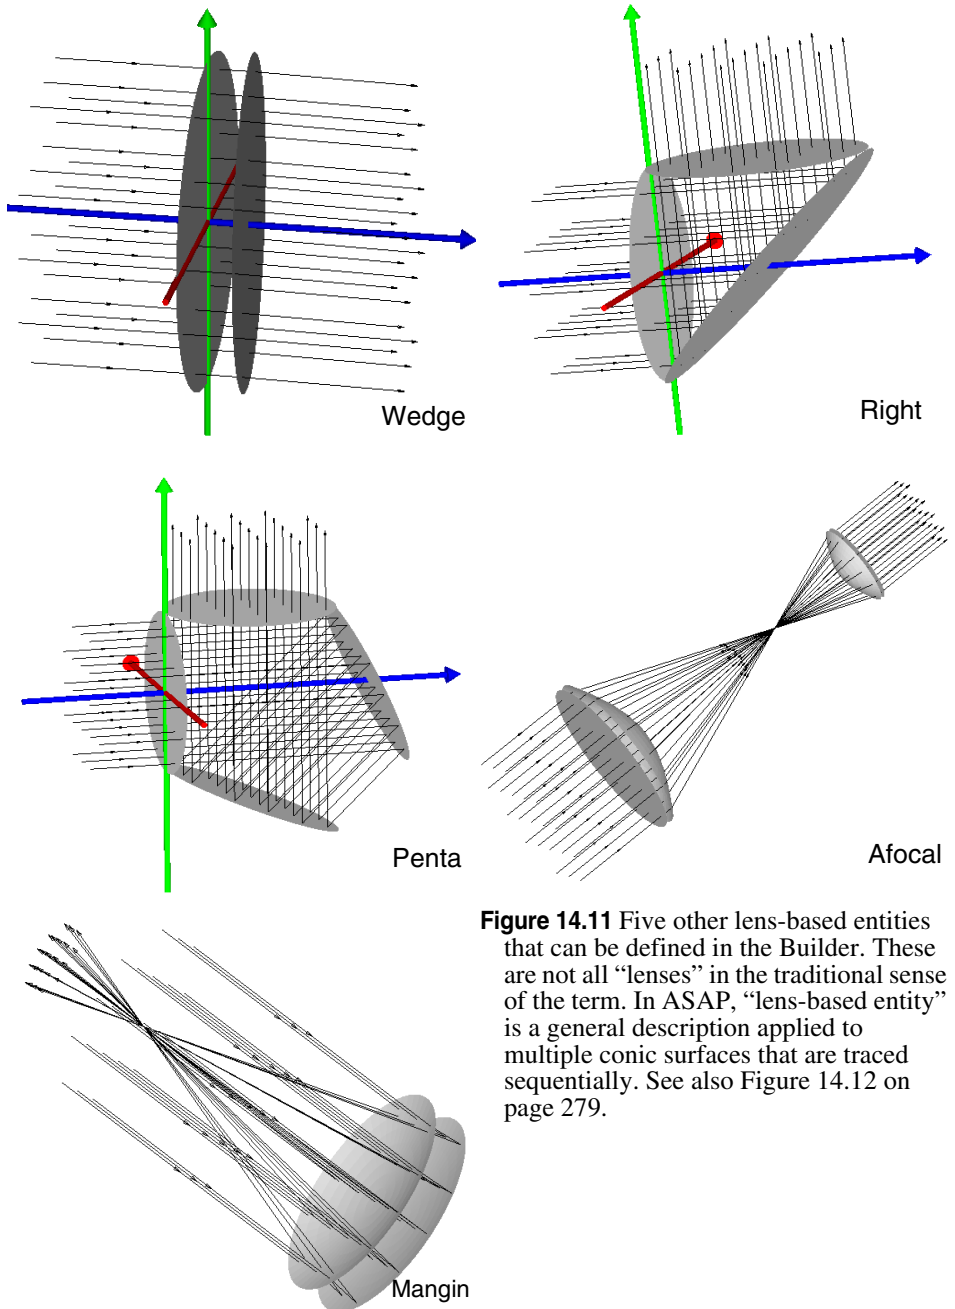 Wedge
Right
Penta
Afocal
Figure 14.11 Five other lens-based entities
that can be defined in the Builder. These
are not all “lenses” in the traditional sense
of the term. In ASAP, “lens-based entity”
is a general description applied to
multiple conic surfaces that are traced
sequentially. See also Figure 14.12 on
page 279.
Mangin